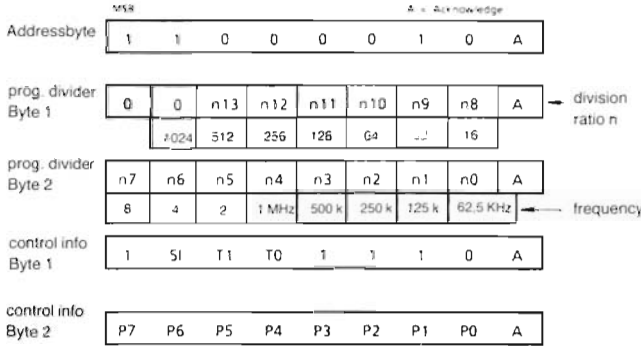 MSB A = Acknowledge
Addressbyte 1 1 0 0 0 0 1 0 A
prog. divider
Byte 1 0 0 n13 n12 n11 n10 n9 n8 A division
ratio n
1024 512 256 128 64 16
prog. divider
Byte 2 n7 n6 n5 n4 n3 n2 n1 n0 A
8 4 2 1 MHz 500 k 250 k 125 k 62,5 KHz frequency
control info
Byte 1 1 SI T1 T0 1 1 1 0 A
control info
Byte 2 P7 P6 P5 P4 P3 P2 P1 P0 A